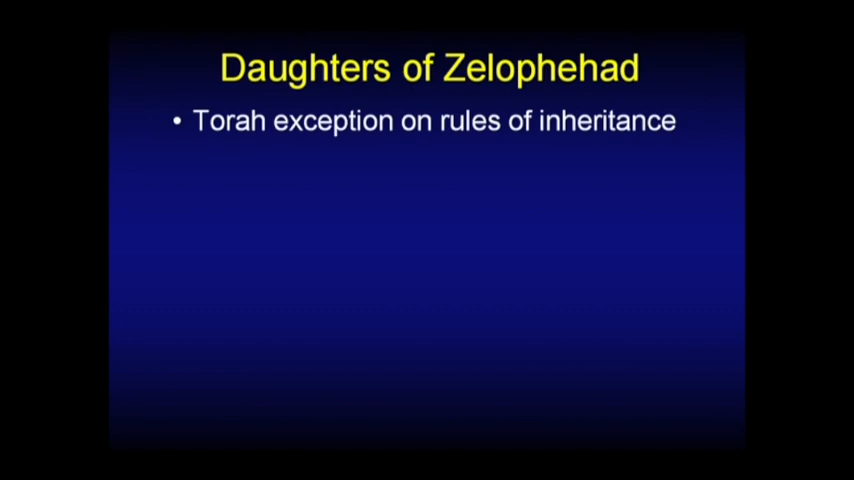 Daughters of Zelophehad
• Torah exception on rules of inheritance